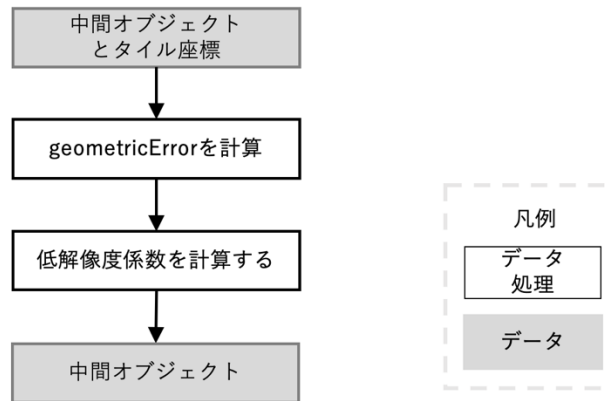 中間オブジェクト
とタイル座標
geometricErrorを計算
低解像度係数を計算する
中間オブジェクト
凡例
データ
処理
データ